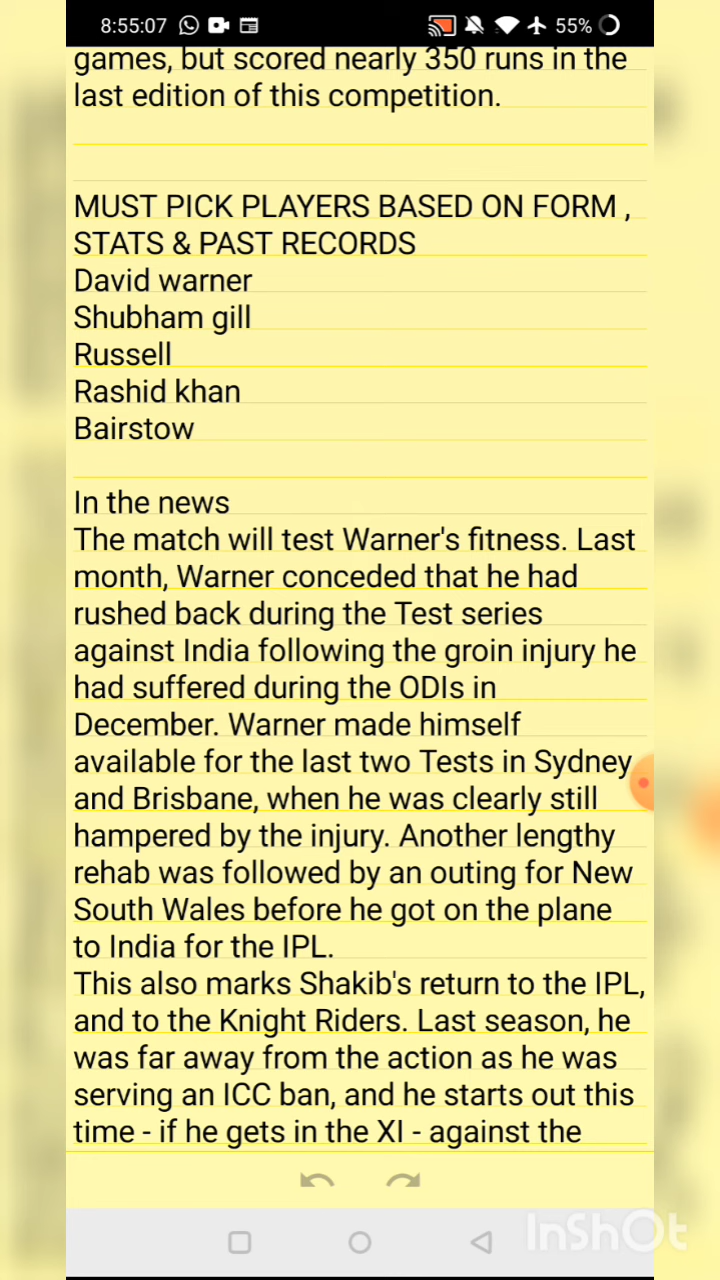 8:55:07 55%
games, but scored nearly 350 runs in the
last edition of this competition.
MUST PICK PLAYERS BASED ON FORM ,
STATS & PAST RECORDS
David warner
Shubham gill
Russell
Rashid khan
Bairstow
In the news
The match will test Warner's fitness. Last
month, Warner conceded that he had
rushed back during the Test series
against India following the groin injury he
had suffered during the ODIs in
December. Warner made himself
available for the last two Tests in Sydney
and Brisbane, when he was clearly still
hampered by the injury. Another lengthy
rehab was followed by an outing for New
South Wales before he got on the plane
to India for the IPL.
This also marks Shakib's return to the IPL,
and to the Knight Riders. Last season, he
was far away from the action as he was
serving an ICC ban, and he starts out this
time - if he gets in the XI - against the
InShOt